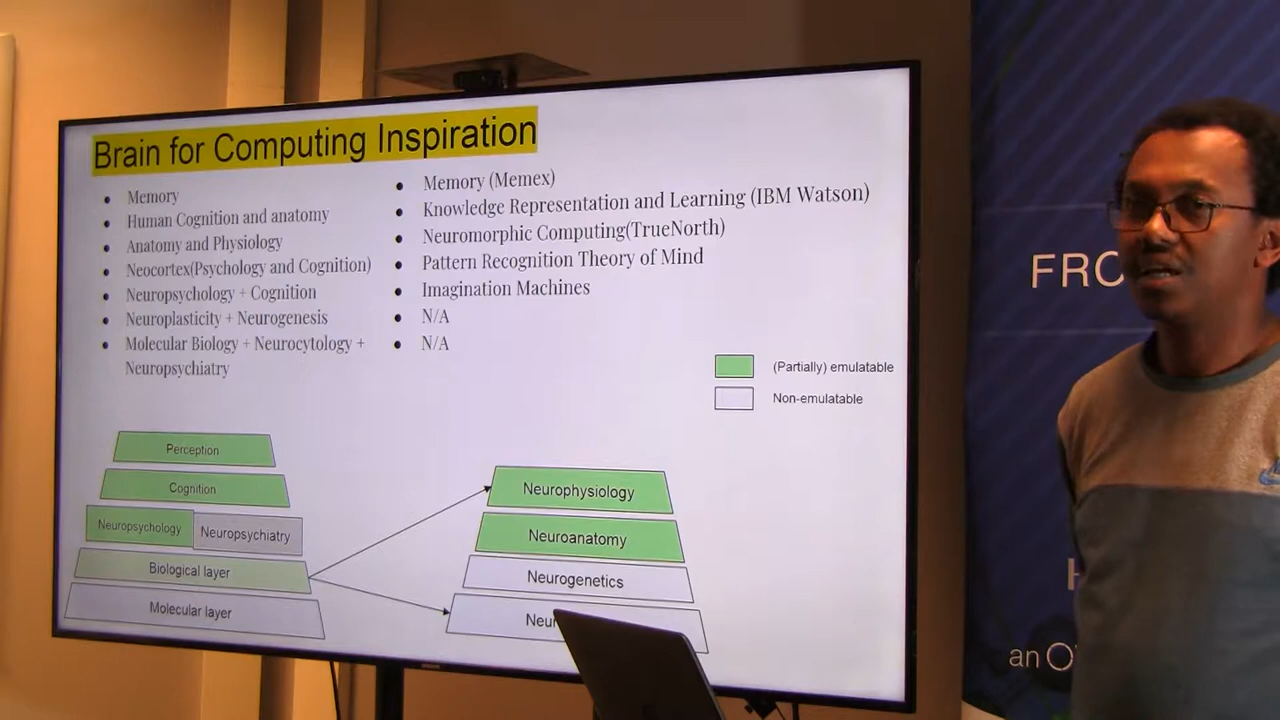 Brain for Computing Inspiration
Memory
Human Cognition and anatomy
Anatomy and Physiology
Neocortex(Psychology and Cognition)
Neuropsychology + Cognition
Neuroplasticity + Neurogenesis
Molecular Biology + Neurocytology +
Neuropsychiatry
Memory (Memex)
Knowledge Representation and Learning (IBM Watson)
Neuromorphic Computing(TrueNorth)
Pattern Recognition Theory of Mind
Imagination Machines
N/A
N/A
(Partially) emulatable
Non-emulatable
Perception
Cognition
Neuropsychology Neuropsychiatry
Biological layer
Molecular layer
Neurophysiology
Neuroanatomy
Neurogenetics
Neu
FRO
H
an O